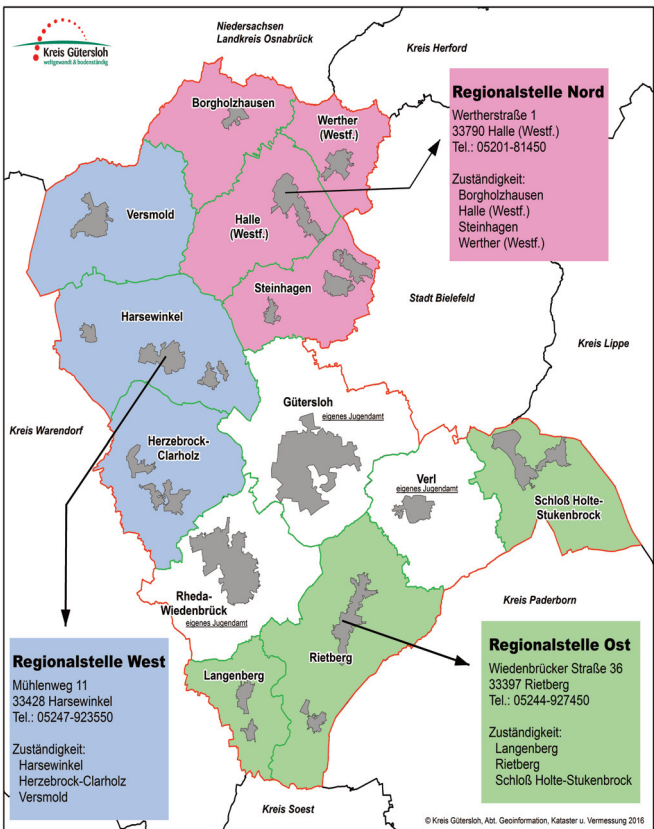 Kreis Gütersloh
weltgewandt & bodenständig
Niedersachsen
Landkreis Osnabrück
Kreis Herford
Borgholzhausen
Werther
(Westf.)
Versmold
Halle
(Westf.)
Steinhagen
Regionalstelle Nord
Wertherstraße 1
33790 Halle (Westf.)
Tel.: 05201-81450
Zuständigkeit:
Borgholzhausen
Halle (Westf.)
Steinhagen
Werther (Westf.)
Stadt Bielefeld
Harsewinkel
Kreis Lippe
Gütersloh
eigenes Jugendamt
Kreis Warendorf
Herzebrock-
Clarholz
Verl
eigenes Jugendamt
Schloß Holte-
Stukenbrock
Rheda-
Wiedenbrück
eigenes Jugendamt
Kreis Paderborn
Rietberg
Langenberg
Regionalstelle West
Mühlenweg 11
33428 Harsewinkel
Tel.: 05247-923550
Zuständigkeit:
Harsewinkel
Herzebrock-Clarholz
Versmold
Regionalstelle Ost
Wiedenbrücker Straße 36
33397 Rietberg
Tel.: 05244-927450
Zuständigkeit:
Langenberg
Rietberg
Schloß Holte-Stukenbrock
Kreis Soest
© Kreis Gütersloh, Abt. Geoinformation, Kataster u. Vermessung 2016